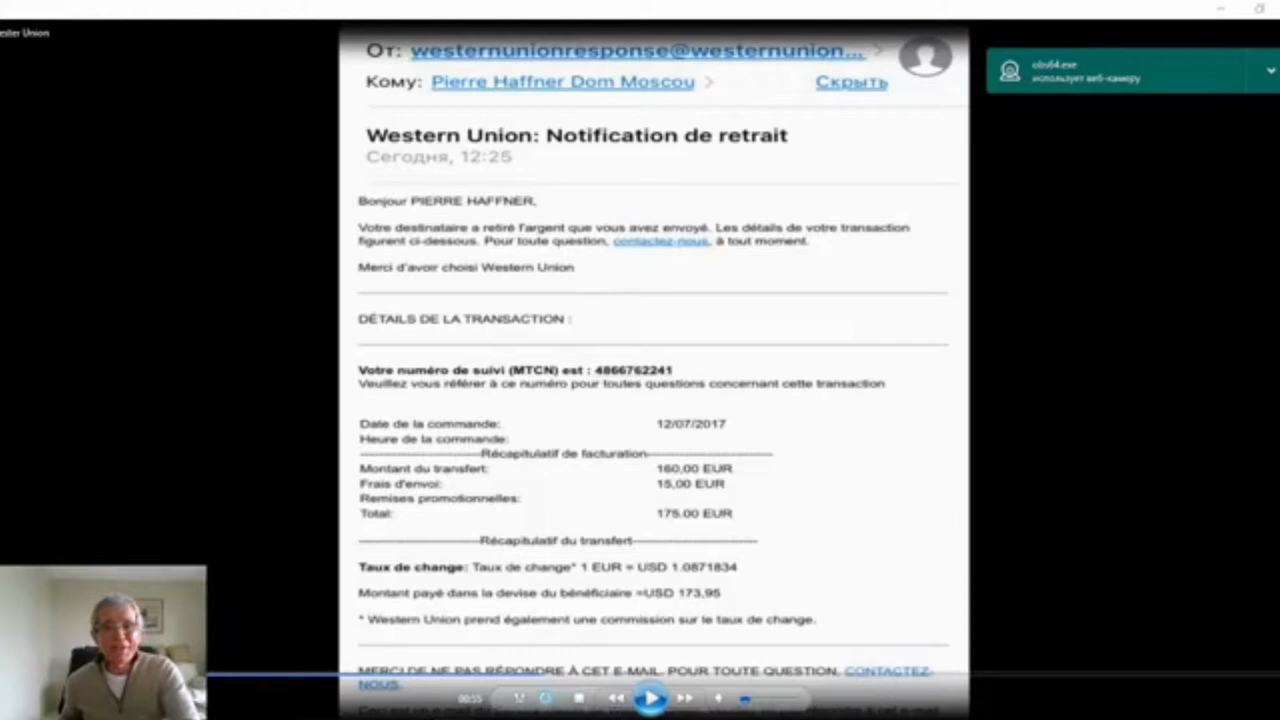 ester Union
От: westernunionresponse@westernunion...
Кому: Pierre Haffner Dom Moscou
Скрыть
obs64.exe
использует веб-камеру
Western Union: Notification de retrait
Сегодня, 12:25
Bonjour PIERRE HAFFNER,
Votre destinataire a retiré l'argent que vous avez envoyé. Les détails de votre transaction
figurent ci-dessous. Pour toute question, contactez-nous, à tout moment.
Merci d'avoir choisi Western Union
DÉTAILS DE LA TRANSACTION :
Votre numéro de suivi (MTCN) est : 4866762241
Veuillez vous référer à ce numéro pour toutes questions concernant cette transaction
Date de la commande: 12/07/2017
Heure de la commande:
Récapitulatif de facturation
Montant du transfert: 160,00 EUR
Frais d'envoi: 15,00 EUR
Remises promotionnelles:
Total: 175.00 EUR
Récapitulatif du transfert
Taux de change: Taux de change* 1 EUR = USD 1.0871834
Montant payé dans la devise du bénéficiaire =USD 173,95
* Western Union prend également une commission sur le taux de change.
MERCI DE NE PAS RÉPONDRE À CET E-MAIL. POUR TOUTE QUESTION, CONTACTEZ-
NOUS.
00:55